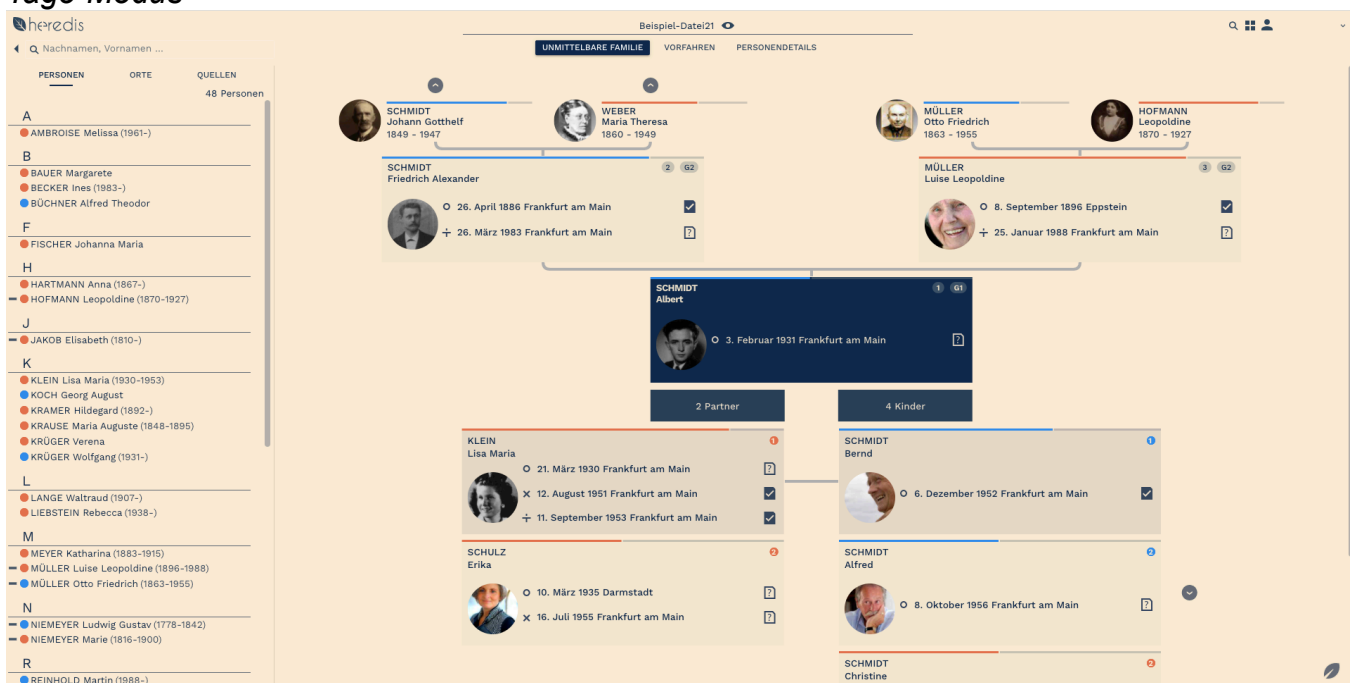 Tage-Modus
heredis
Beispiel-Datei21
Nachnamen, Vornamen ...
UNMITTELBARE FAMILIE VORFAHREN PERSONENDETAILS
PERSONEN ORTE QUELLEN
48 Personen
A
AMBROISE Melissa (1961-)
B
BAUER Margarete
BECKER Ines (1983-)
BÜCHNER Alfred Theodor
F
FISCHER Johanna Maria
H
HARTMANN Anna (1867-)
HOFMANN Leopoldine (1870-1927)
J
JAKOB Elisabeth (1810-)
K
KLEIN Lisa Maria (1930-1953)
KOCH Georg August
KRAMER Hildegard (1892-)
KRAUSE Maria Auguste (1848-1895)
KRÜGER Verena
KRÜGER Wolfgang (1931-)
L
LANGE Waltraud (1907-)
LIEBSTEIN Rebecca (1938-)
M
MEYER Katharina (1883-1915)
MÜLLER Luise Leopoldine (1896-1988)
MÜLLER Otto Friedrich (1863-1955)
N
NIEMEYER Ludwig Gustav (1778-1842)
NIEMEYER Marie (1816-1900)
R
REINHOLD Martin (1988-)
SCHMIDT
Johann Gotthelf
1849 - 1947
WEBER
Maria Theresa
1860 - 1949
MÜLLER
Otto Friedrich
1863 - 1955
HOFMANN
Leopoldine
1870 - 1927
SCHMIDT 2 G2
Friedrich Alexander
26. April 1886 Frankfurt am Main
26. März 1983 Frankfurt am Main ?
MÜLLER 3 G2
Luise Leopoldine
8. September 1896 Eppstein
25. Januar 1988 Frankfurt am Main ?
SCHMIDT 1 G1
Albert
3. Februar 1931 Frankfurt am Main ?
2 Partner
4 Kinder
KLEIN 1
Lisa Maria
21. März 1930 Frankfurt am Main ?
12. August 1951 Frankfurt am Main
11. September 1953 Frankfurt am Main
SCHULZ 2
Erika
10. März 1935 Darmstadt ?
16. Juli 1955 Frankfurt am Main ?
SCHMIDT 1
Bernd
6. Dezember 1952 Frankfurt am Main
SCHMIDT 2
Alfred
8. Oktober 1956 Frankfurt am Main ?
SCHMIDT 2
Christine